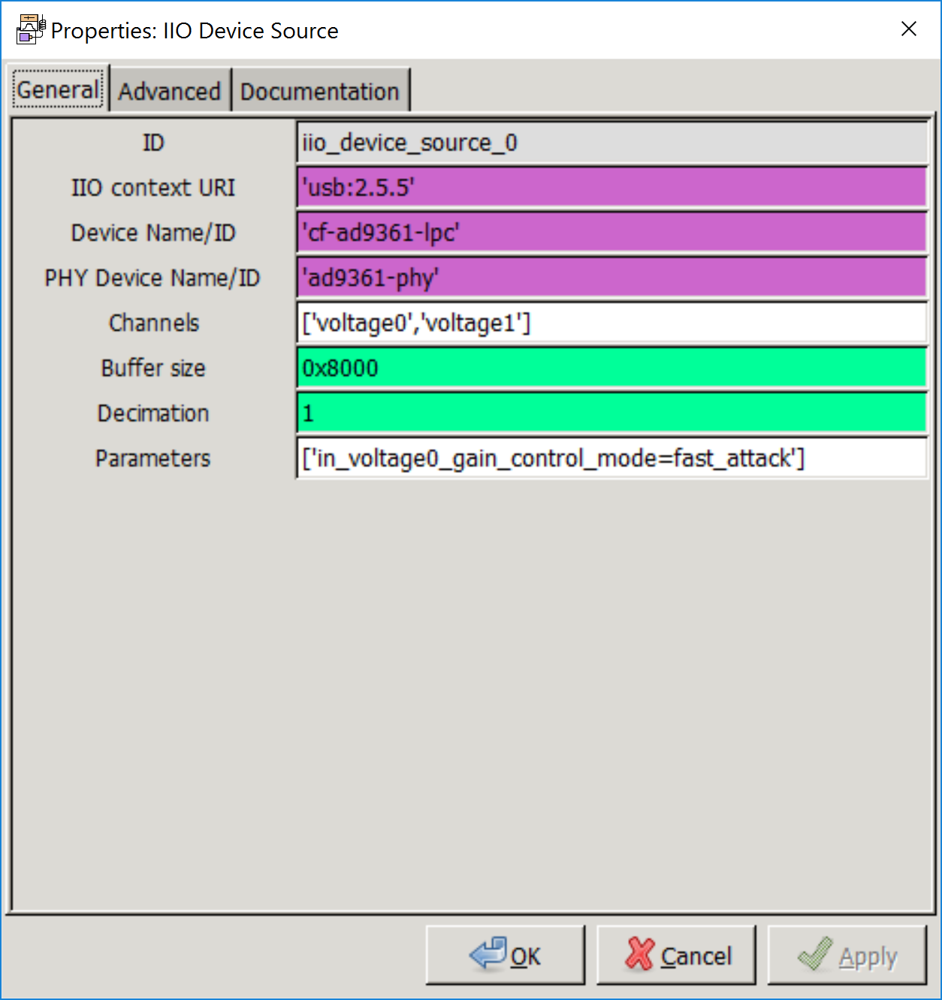 Properties: IIO Device Source
General Advanced Documentation
ID iio_device_source_0
IIO context URI 'usb:2.5.5'
Device Name/ID 'cf-ad9361-lpc'
PHY Device Name/ID 'ad9361-phy'
Channels ['voltage0','voltage1']
Buffer size 0x8000
Decimation 1
Parameters ['in_voltage0_gain_control_mode=fast_attack']
OK Cancel Apply